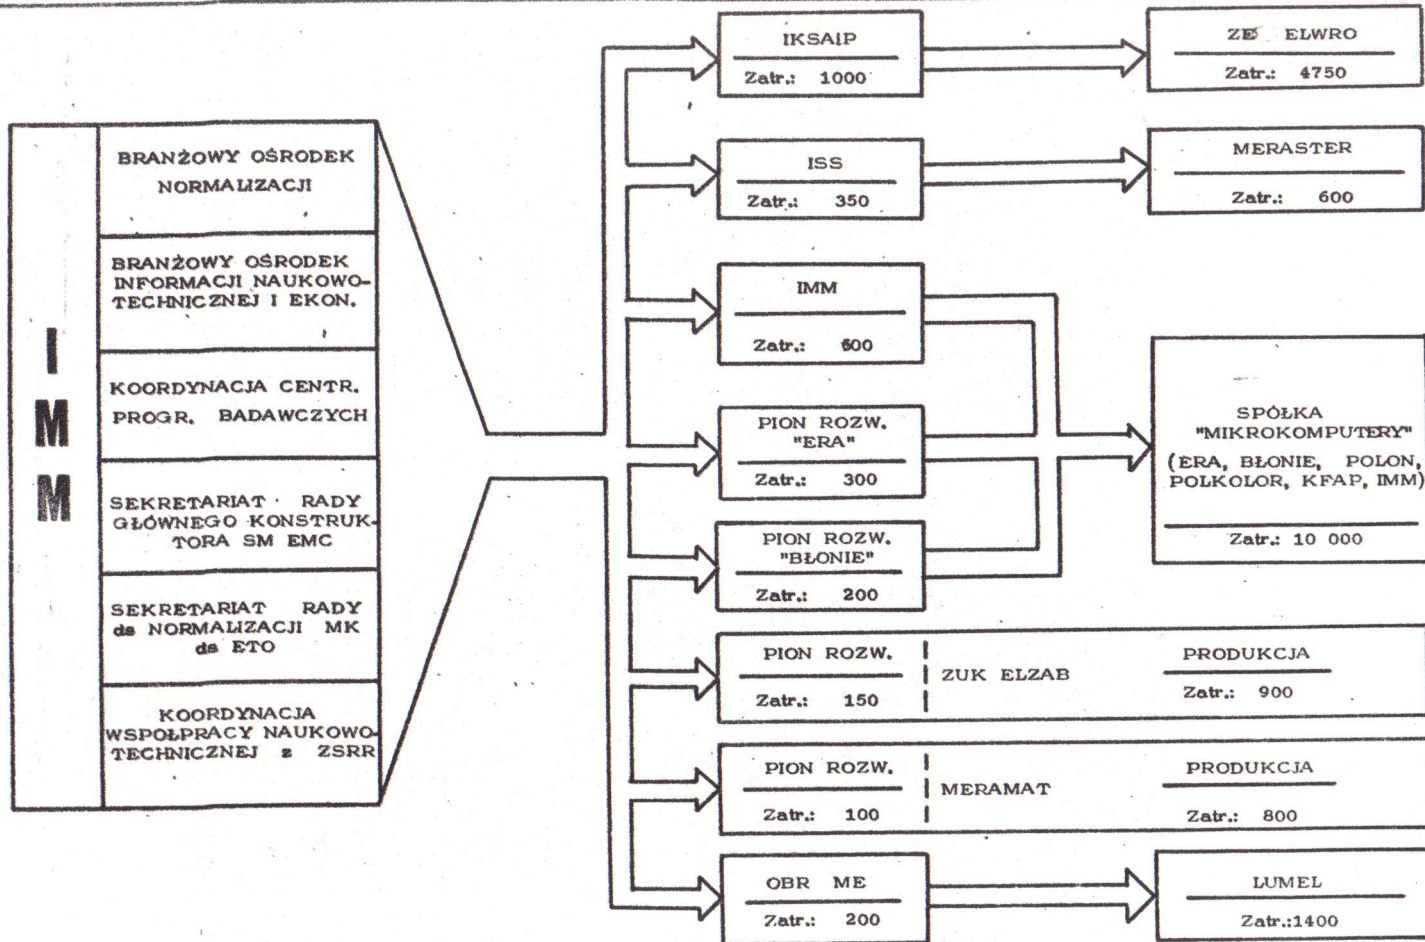 I
M
M
BRANŻOWY OŚRODEK
NORMALIZACJI
BRANŻOWY OŚRODEK
INFORMACJI NAUKOWO-
TECHNICZNEJ I EKON.
KOORDYNACJA CENTR.
PROGR. BADAWCZYCH
SEKRETARIAT RADY
GŁÓWNEGO KONSTRUK-
TORA SM EMC
SEKRETARIAT RADY
ds NORMALIZACJI MK
ds ETO
KOORDYNACJA
WSPÓŁPRACY NAUKOWO-
TECHNICZNEJ z ZSRR
IKSAIP
Zatr.: 1000
ZE ELWRO
Zatr.: 4750
ISS
Zatr.: 350
MERASTER
Zatr.: 600
IMM
Zatr.: 600
PION ROZW.
"ERA"
Zatr.: 300
PION ROZW.
"BŁONIE"
Zatr.: 200
SPÓŁKA
"MIKROKOMPUTERY"
(ERA, BŁONIE, POLON,
POLKOLOR, KFAP, IMM)
Zatr.: 10 000
PION ROZW.
Zatr.: 150
ZUK ELZAB
PRODUKCJA
Zatr.: 900
PION ROZW.
Zatr.: 100
MERAMAT
PRODUKCJA
Zatr.: 800
OBR ME
Zatr.: 200
LUMEL
Zatr.:1400